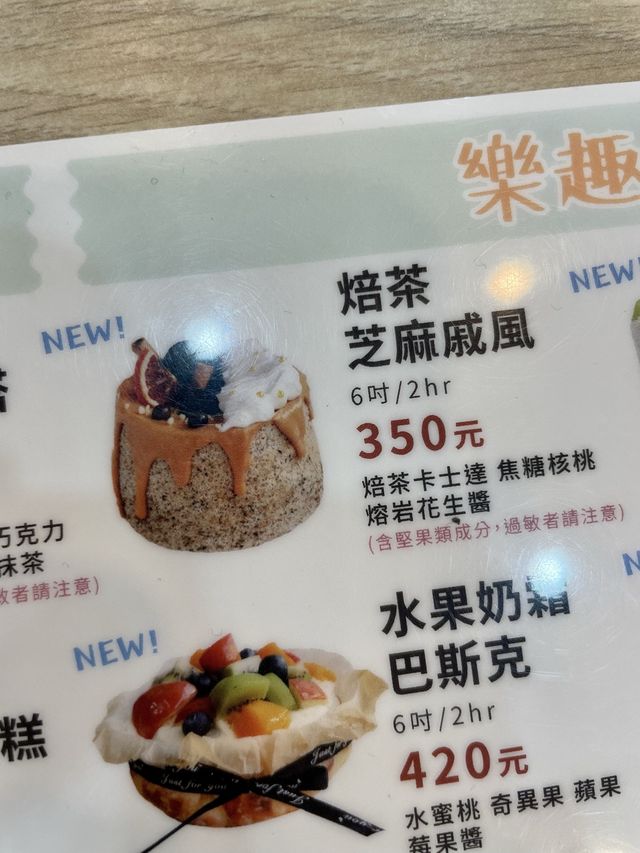 樂趣
NEW!
焙茶
芝麻戚風
6吋/2hr
350元
焙茶卡士達 焦糖核桃
熔岩花生醬
(含堅果類成分，過敏者請注意)
NEW!
巧克力
抹茶
敏者請注意)
NEW!
水果奶霜
巴斯克
6吋/2hr
420元
水蜜桃 奇異果 蘋果
莓果醬
糕
Just for you